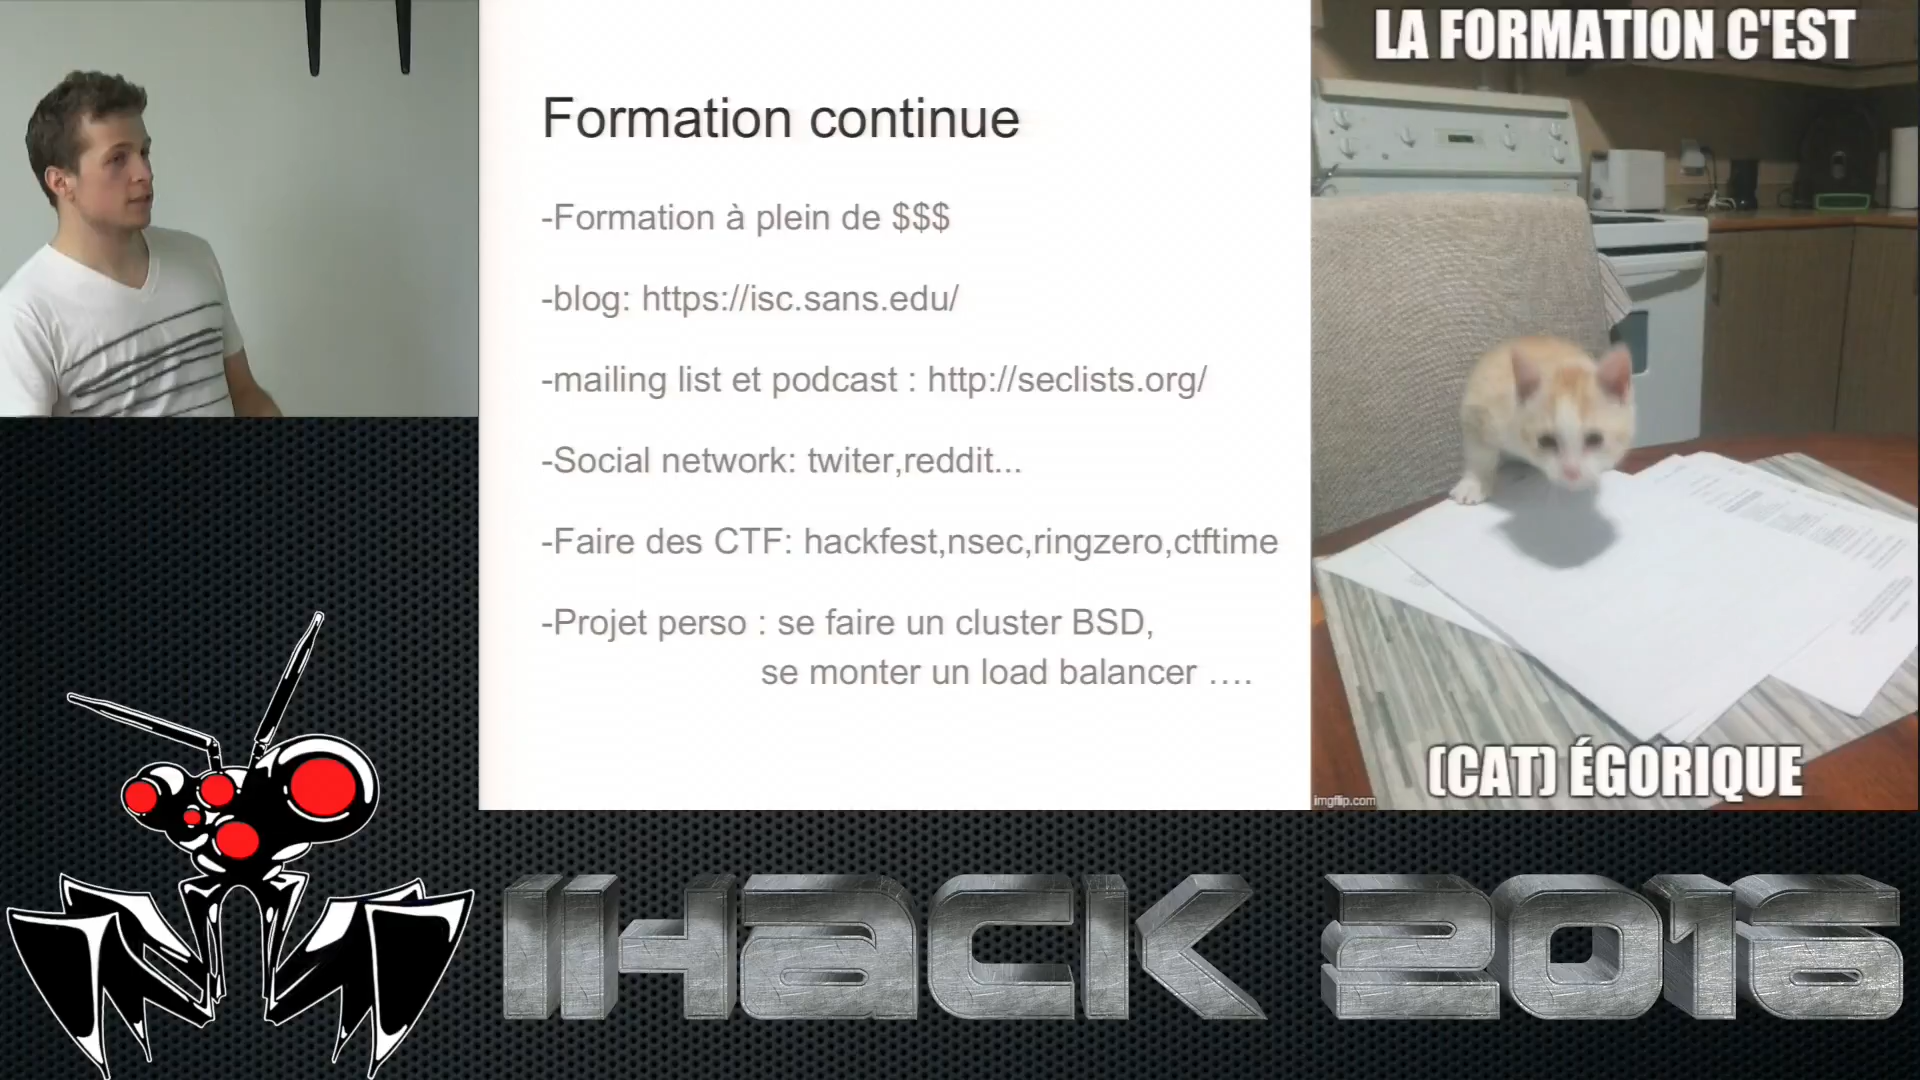 Formation continue
-Formation à plein de $$$
-blog: https://isc.sans.edu/
-mailing list et podcast : http://seclists.org/
-Social network: twiter,reddit...
-Faire des CTF: hackfest,nsec,ringzero,ctftime
-Projet perso : se faire un cluster BSD,
se monter un load balancer ….
LA FORMATION C'EST
(CAT) ÉGORIQUE
imgflip.com
IHACK 2016